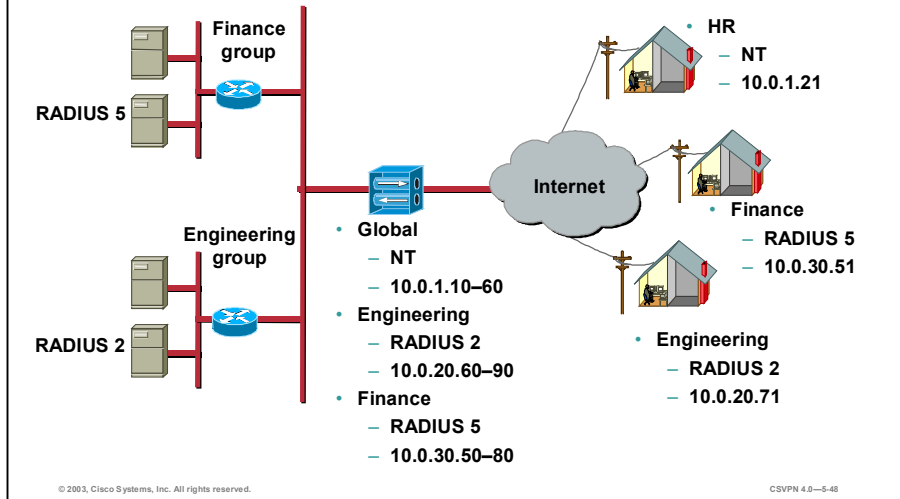 Finance
group
RADIUS 5
Engineering
group
RADIUS 2
• Global
– NT
– 10.0.1.10–60
• Engineering
– RADIUS 2
– 10.0.20.60–90
• Finance
– RADIUS 5
– 10.0.30.50–80
Internet
• HR
– NT
– 10.0.1.21
• Finance
– RADIUS 5
– 10.0.30.51
• Engineering
– RADIUS 2
– 10.0.20.71
© 2003, Cisco Systems, Inc. All rights reserved.
CSVPN 4.0—5-48